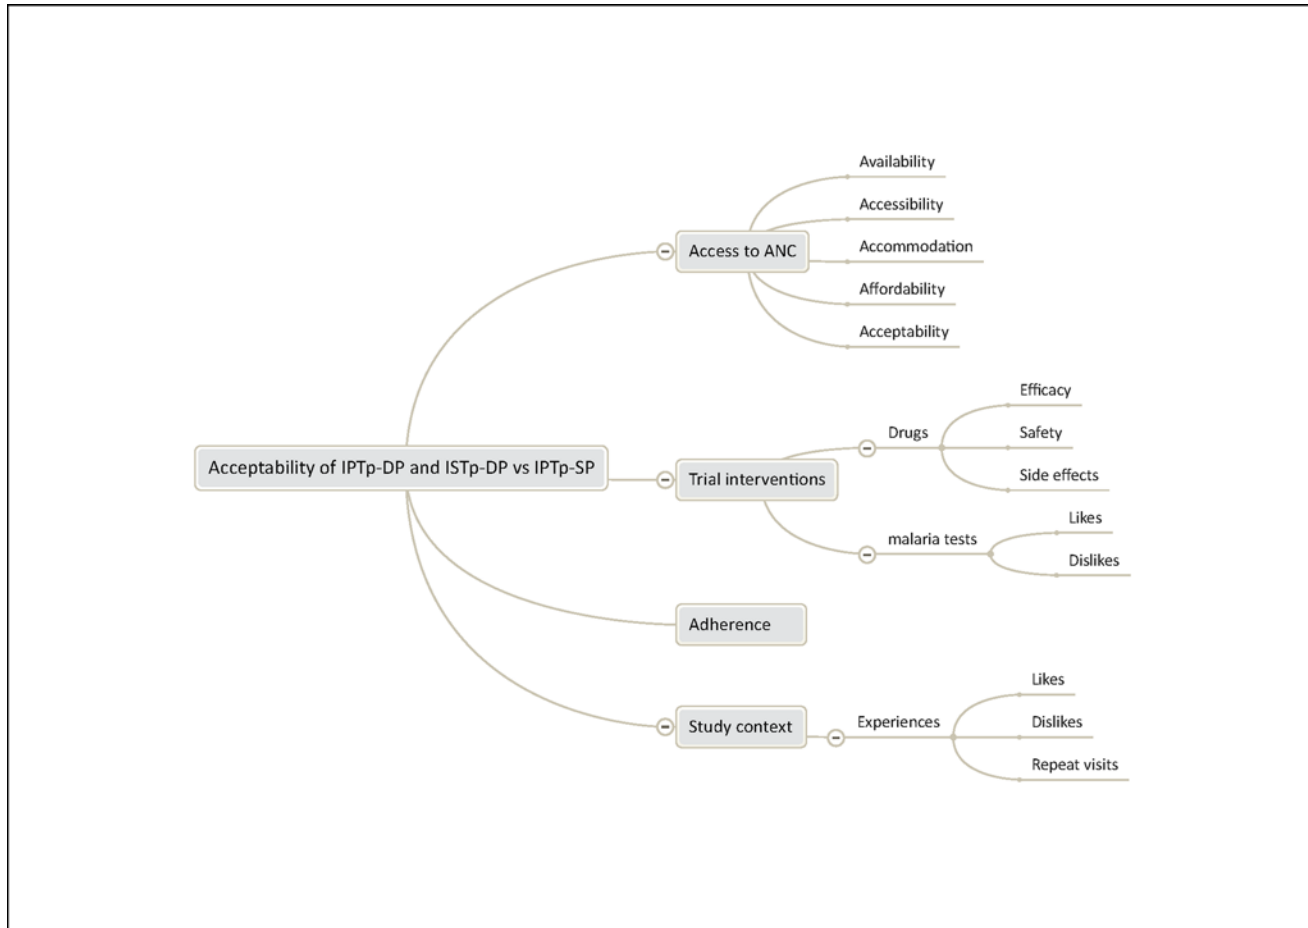 Acceptability of IPTp-DP and ISTp-DP vs IPTp-SP
Access to ANC
Availability
Accessibility
Accommodation
Affordability
Acceptability
Trial interventions
Drugs
Efficacy
Safety
Side effects
malaria tests
Likes
Dislikes
Adherence
Study context
Experiences
Likes
Dislikes
Repeat visits